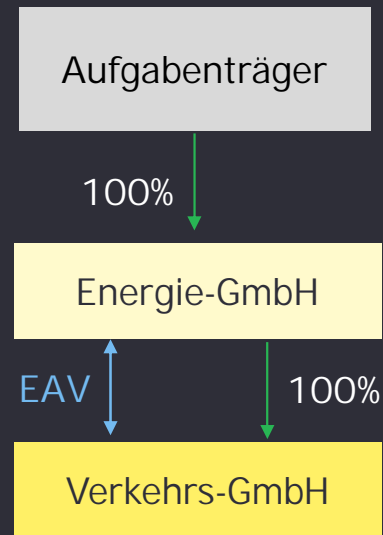 Aufgabenträger
100%
Energie-GmbH
EAV
100%
Verkehrs-GmbH